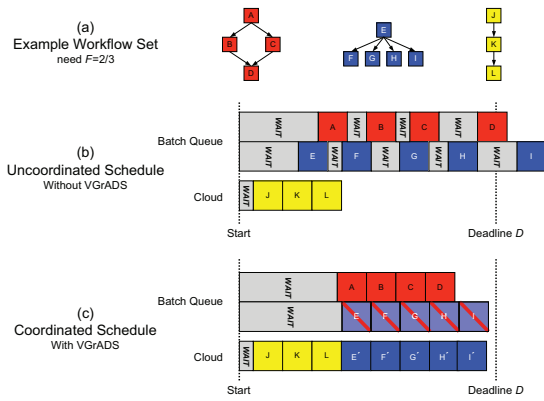 (a)
Example Workflow Set
need F=2/3
A
B C
D
E
F G H I
J
K
L
(b)
Uncoordinated Schedule
Without VGrADS
Batch Queue
WAIT A WAIT B WAIT C WAIT D
WAIT E WAIT F WAIT G WAIT H WAIT I
Cloud
WAIT J K L
Start
Deadline D
(c)
Coordinated Schedule
With VGrADS
Batch Queue
WAIT A B C D
WAIT E F G H I
Cloud
WAIT J K L E´ F´ G´ H´ I´
Start
Deadline D